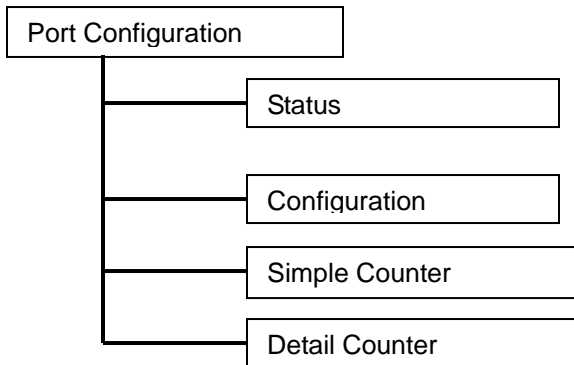 Port Configuration
Status
Configuration
Simple Counter
Detail Counter